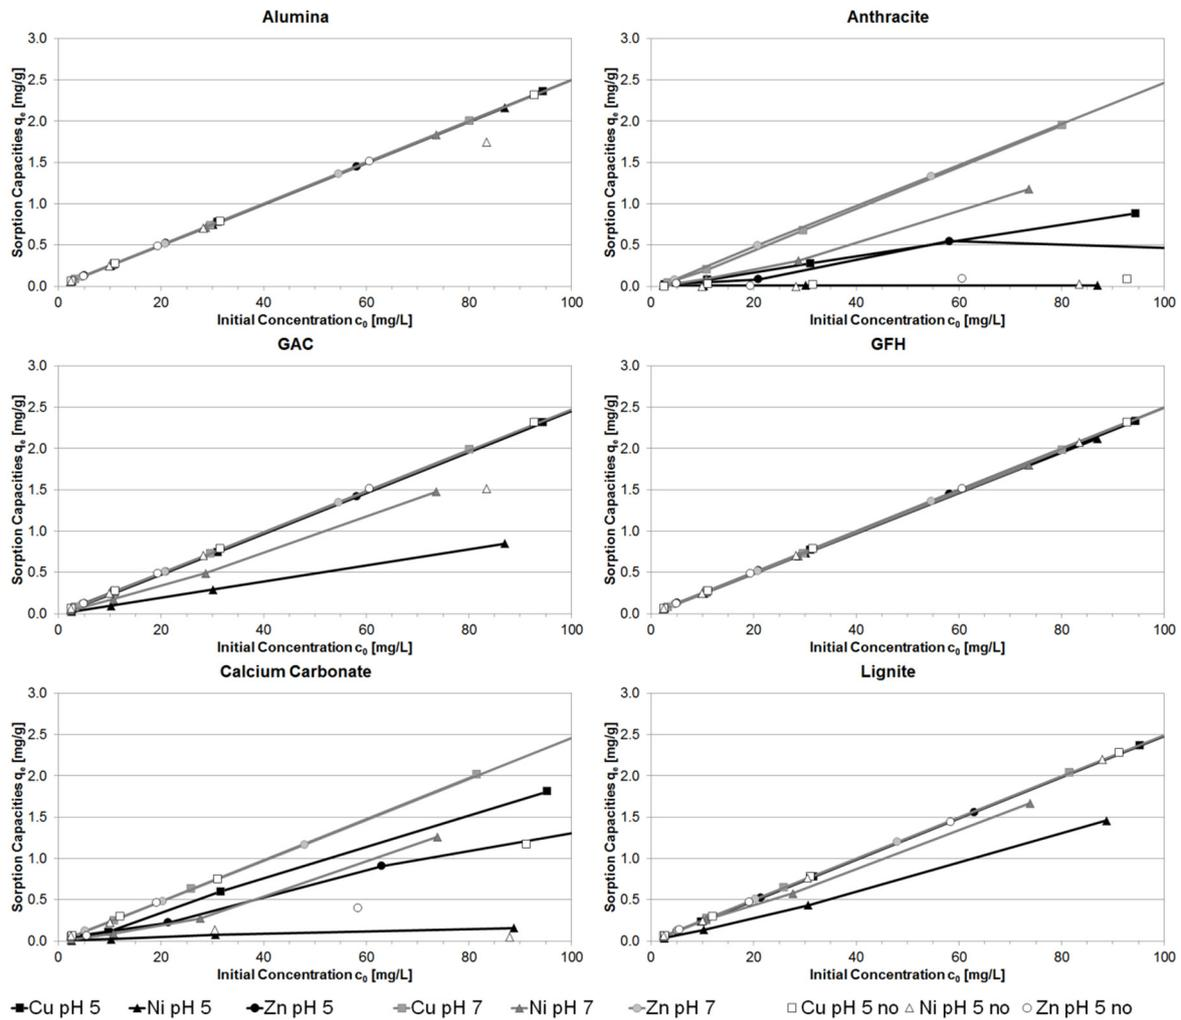 Alumina
Sorption Capacities qe [mg/g]
3.0
2.5
2.0
1.5
1.0
0.5
0.0
0 20 40 60 80 100
Initial Concentration c0 [mg/L]
Anthracite
Sorption Capacities qe [mg/g]
3.0
2.5
2.0
1.5
1.0
0.5
0.0
0 20 40 60 80 100
Initial Concentration c0 [mg/L]
GAC
Sorption Capacities qe [mg/g]
3.0
2.5
2.0
1.5
1.0
0.5
0.0
0 20 40 60 80 100
Initial Concentration c0 [mg/L]
GFH
Sorption Capacities qe [mg/g]
3.0
2.5
2.0
1.5
1.0
0.5
0.0
0 20 40 60 80 100
Initial Concentration c0 [mg/L]
Calcium Carbonate
Sorption Capacities qe [mg/g]
3.0
2.5
2.0
1.5
1.0
0.5
0.0
0 20 40 60 80 100
Initial Concentration c0 [mg/L]
Lignite
Sorption Capacities qe [mg/g]
3.0
2.5
2.0
1.5
1.0
0.5
0.0
0 20 40 60 80 100
Initial Concentration c0 [mg/L]
Cu pH 5 Ni pH 5 Zn pH 5 Cu pH 7 Ni pH 7 Zn pH 7 Cu pH 5 no Ni pH 5 no Zn pH 5 no